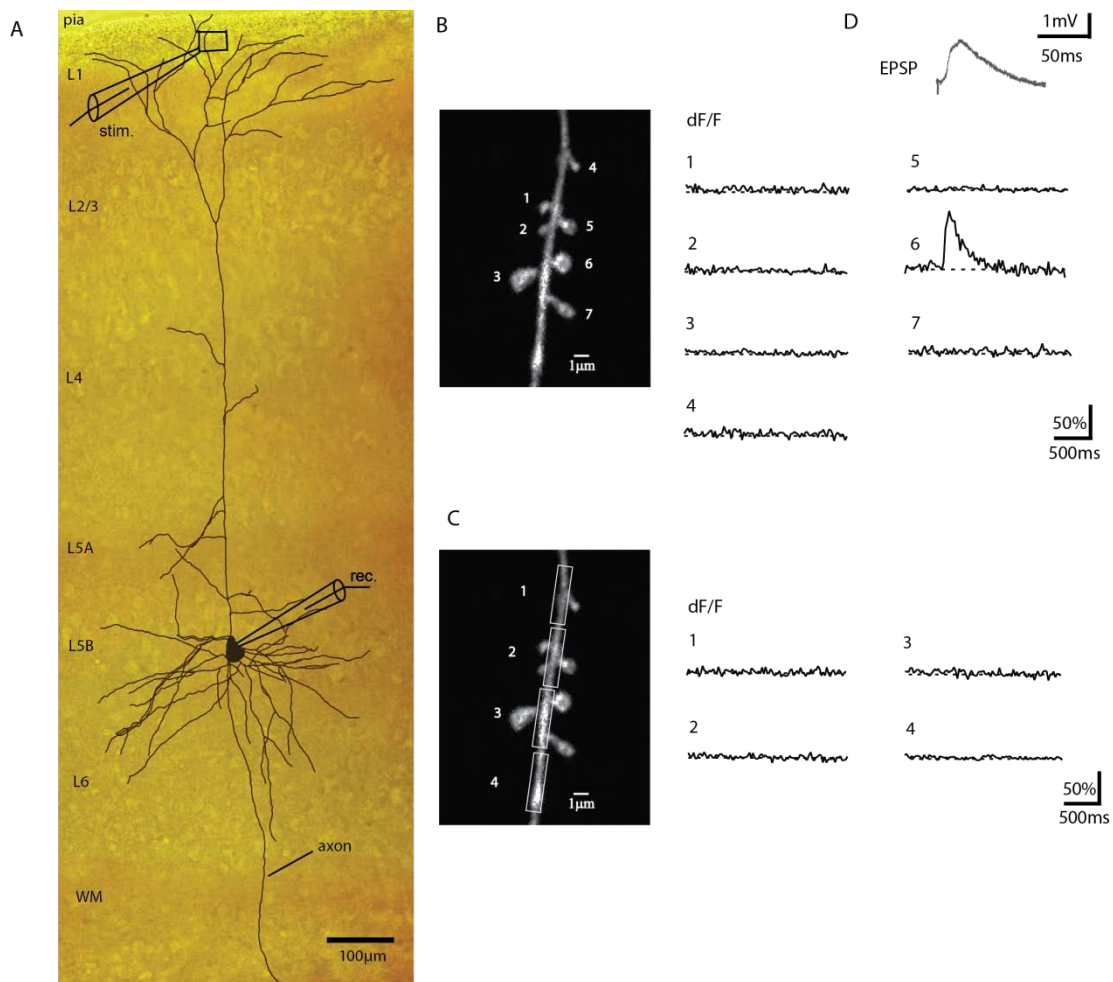 A
pia
L1
stim.
L2/3
L4
L5A
rec.
L5B
L6
axon
WM
100μm
B
4
1
5
2
6
3
7
1μm
dF/F
1
5
2
6
3
7
4
50%
500ms
C
1
2
3
4
1μm
dF/F
1
3
2
4
50%
500ms
D
1mV
50ms
EPSP